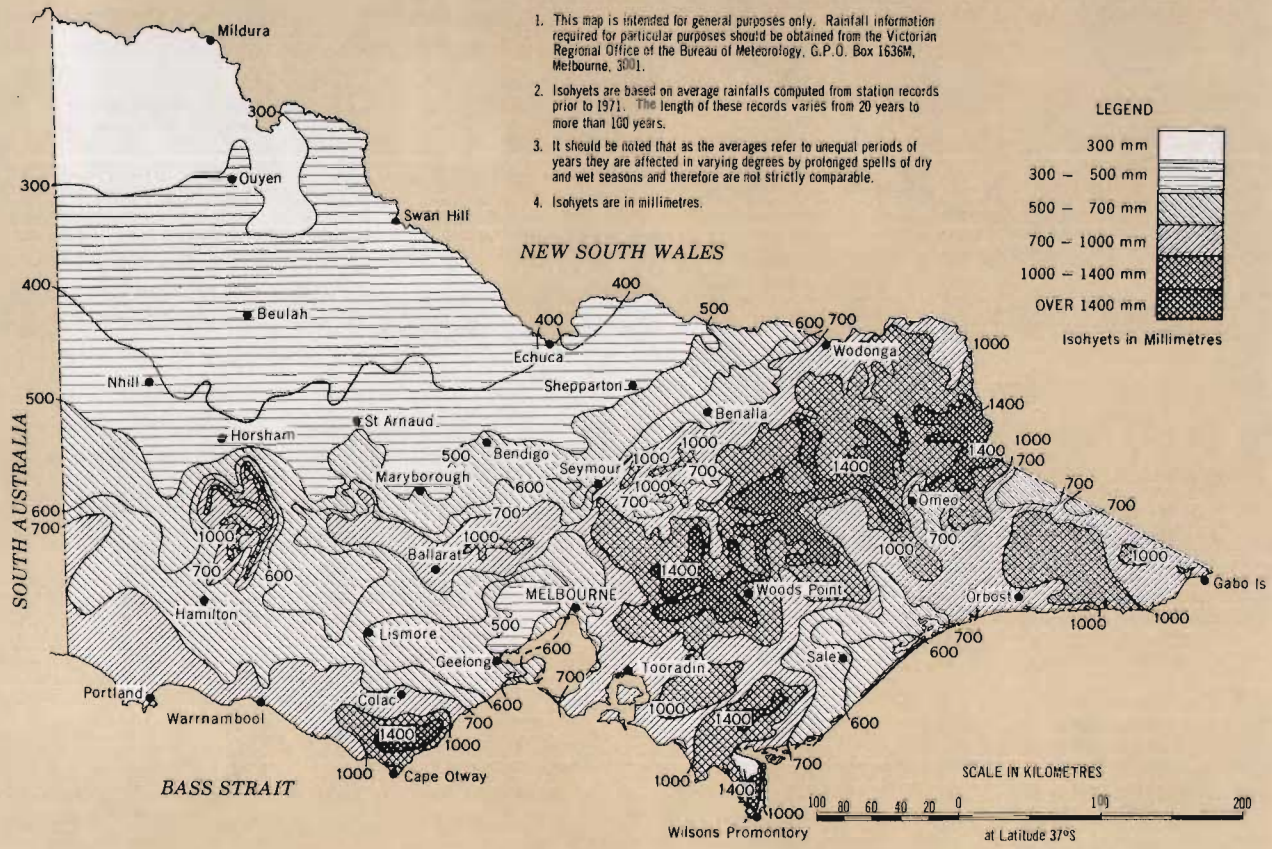 1. This map is intended for general purposes only. Rainfall information
required for particular purposes should be obtained from the Victorian
Regional Office of the Bureau of Meteorology, G.P.O. Box 1636M,
Melbourne, 3001.
2. Isohyets are based on average rainfalls computed from station records
prior to 1971. The length of these records varies from 20 years to
more than 100 years.
3. It should be noted that as the averages refer to unequal periods of
years they are affected in varying degrees by prolonged spells of dry
and wet seasons and therefore are not strictly comparable.
4. Isohyets are in millimetres.
LEGEND
300 mm
300 – 500 mm
500 – 700 mm
700 – 1000 mm
1000 – 1400 mm
OVER 1400 mm
Isohyets in Millimetres
NEW SOUTH WALES
SOUTH AUSTRALIA
BASS STRAIT
Mildura
300
300
Ouyen
Swan Hill
400
Beulah
400
400
Echuca
500
600
700
Wodonga
1000
Nhill
Shepparton
500
Benalla
1400
Horsham
St Arnaud
500
Bendigo
1000
1000
Seymour
1000
700
1400
1400
700
Maryborough
600
1000
700
Omeo
700
700
600
700
700
1000
1000
Ballarat
1000
700
1000
700
600
1400
Woods Point
Gabo Is
MELBOURNE
Orbost
Hamilton
500
1000
1000
Lismore
600
700
600
Geelong
Tooradin
Sale
700
Portland
Colac
600
1000
Warrnambool
700
1400
600
1400
1000
1000
Cape Otway
1000
700
1400
1000
Wilsons Promontory
SCALE IN KILOMETRES
100 80 60 40 20 0 100 200
at Latitude 37°S